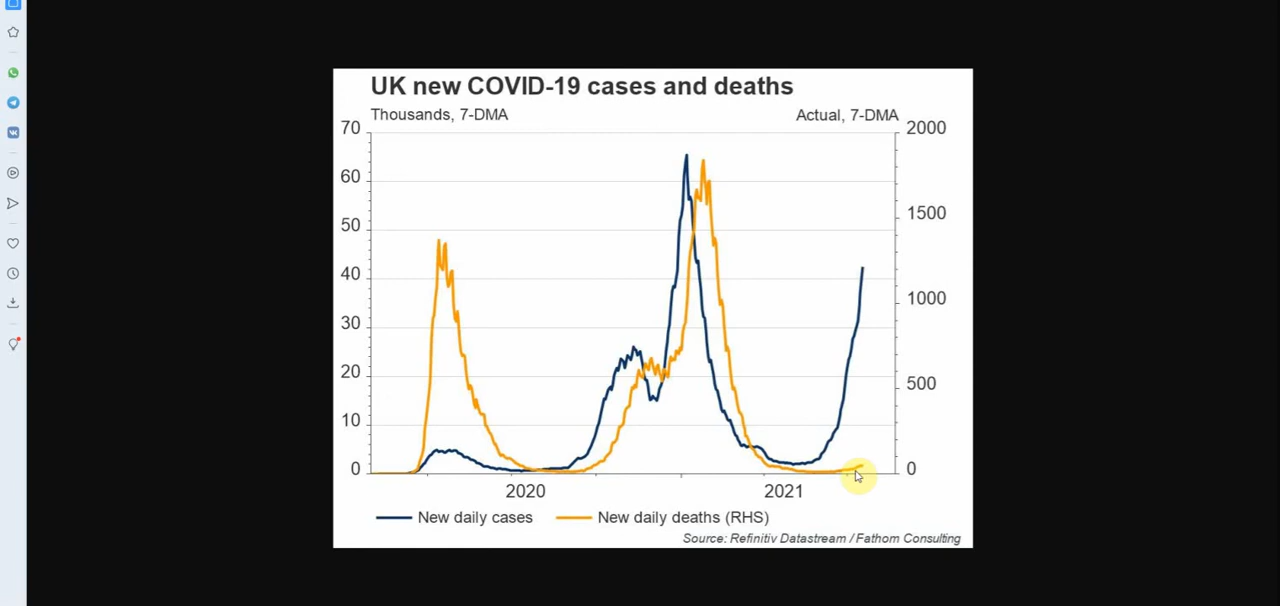 UK new COVID-19 cases and deaths
Thousands, 7-DMA
Actual, 7-DMA
70
60
50
40
30
20
10
0
2000
1500
1000
500
0
2020
2021
New daily cases
New daily deaths (RHS)
Source: Refinitiv Datastream / Fathom Consulting